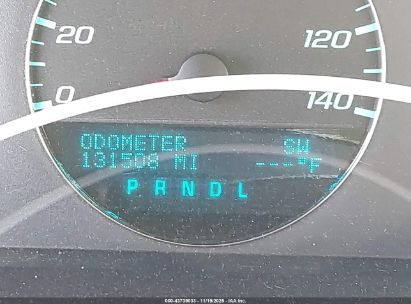 20
120
0
140
ODOMETER SW
131508 MI ---°F
P R N D L